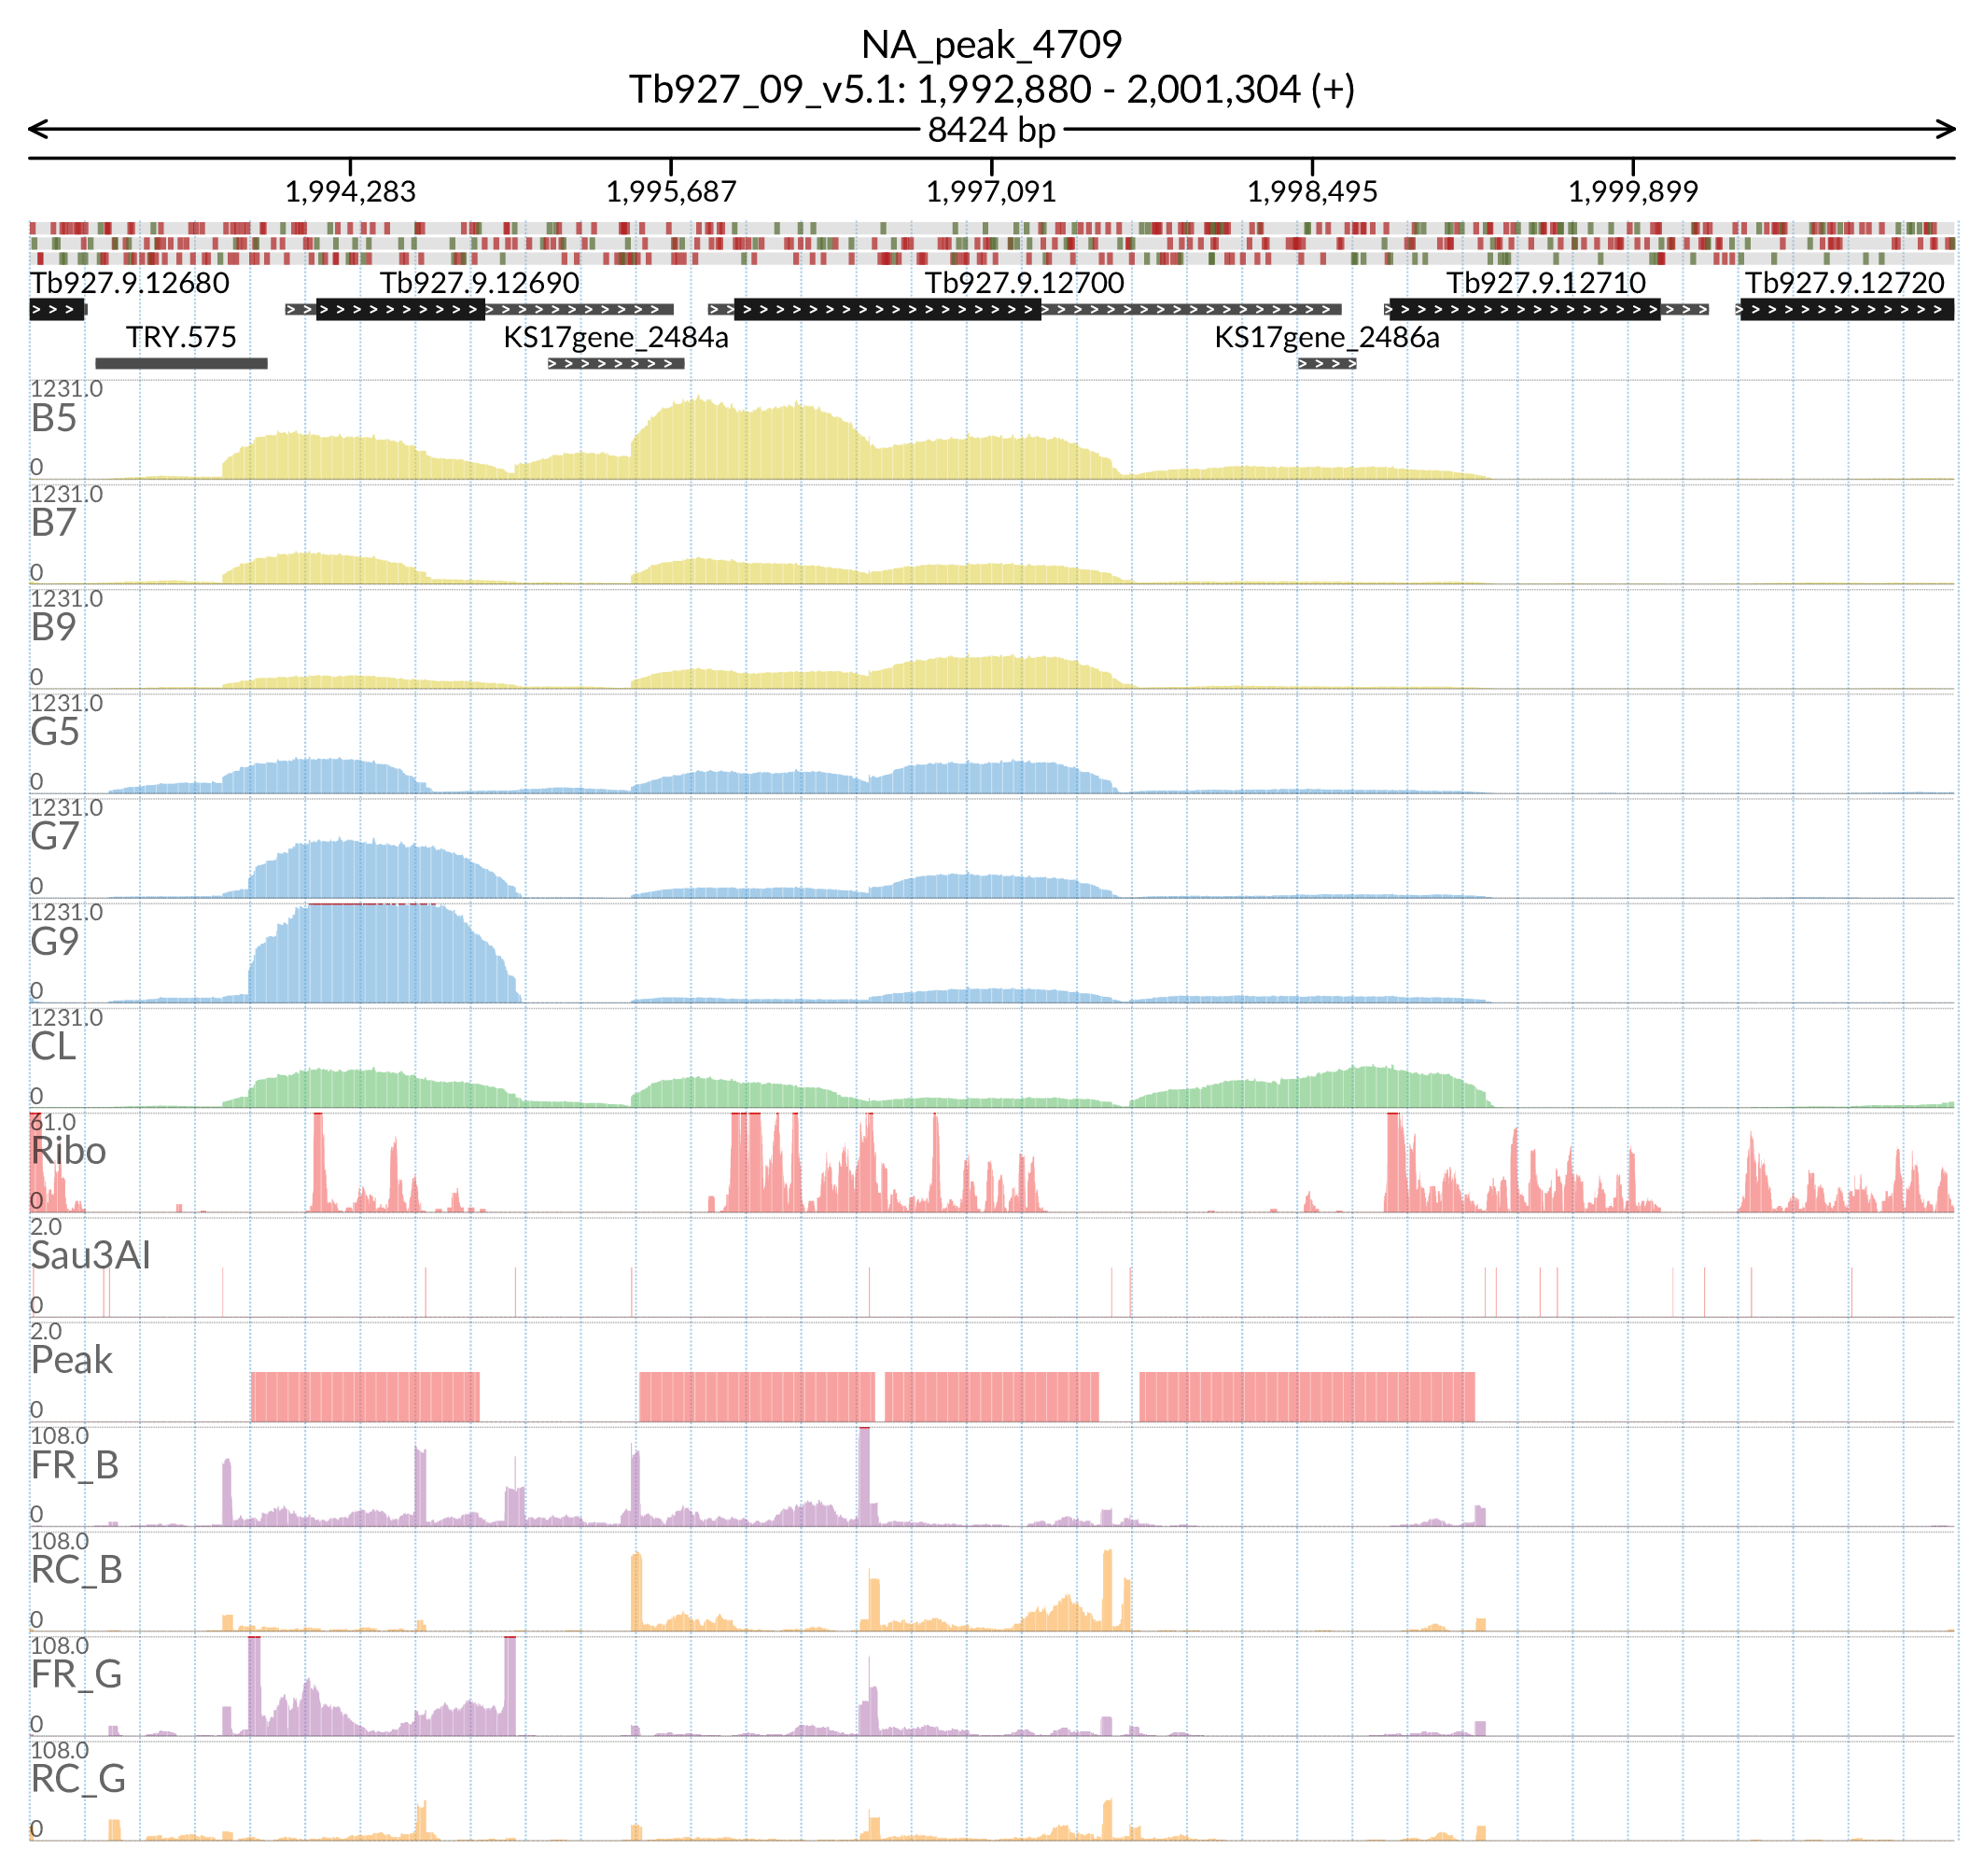 NA_peak_4709
Tb927_09_v5.1: 1,992,880 - 2,001,304 (+)
8424 bp
1,994,283 1,995,687 1,997,091 1,998,495 1,999,899
Tb927.9.12680 Tb927.9.12690 Tb927.9.12700 Tb927.9.12710 Tb927.9.12720
TRY.575 KS17gene_2484a KS17gene_2486a
1231.0
B5
0
1231.0
B7
0
1231.0
B9
0
1231.0
G5
0
1231.0
G7
0
1231.0
G9
0
1231.0
CL
0
61.0
Ribo
0
2.0
Sau3AI
0
2.0
Peak
0
108.0
FR_B
0
108.0
RC_B
0
108.0
FR_G
0
108.0
RC_G
0